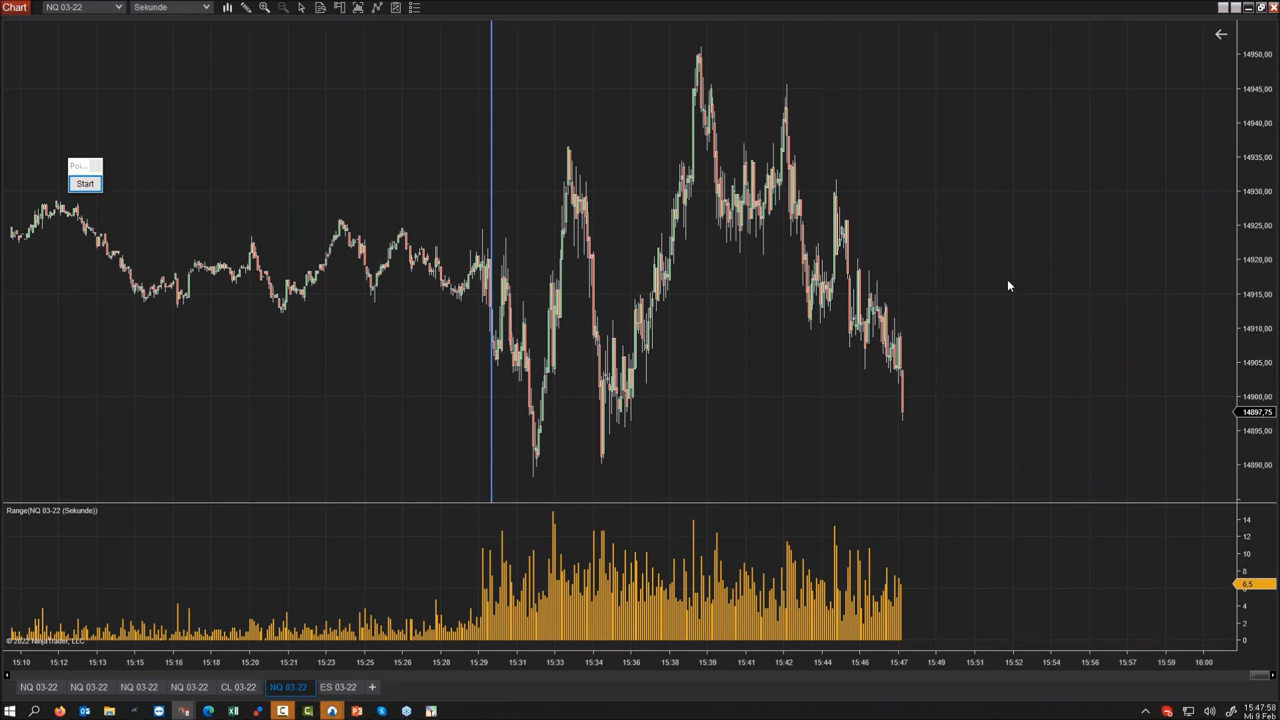 Chart NQ 03-22 Sekunde
14950,00
14945,00
14940,00
14935,00
14930,00
14925,00
14920,00
14915,00
14910,00
14905,00
14900,00
14897,75
14895,00
14890,00
Poi...
Start
Range(NQ 03-22 (Sekunde))
14
12
10
8
6,5
4
2
0
© 2022 NinjaTrader, LLC
15:10 15:12 15:13 15:15 15:16 15:18 15:20 15:21 15:23 15:24 15:26 15:28 15:29 15:31 15:33 15:34 15:36 15:38 15:39 15:41 15:42 15:44 15:46 15:47 15:49 15:51 15:52 15:54 15:56 15:57 15:59 16:00
NQ 03-22 NQ 03-22 NQ 03-22 NQ 03-22 CL 03-22 NQ 03-22 ES 03-22 +
15:47:58
Mi 9 Feb